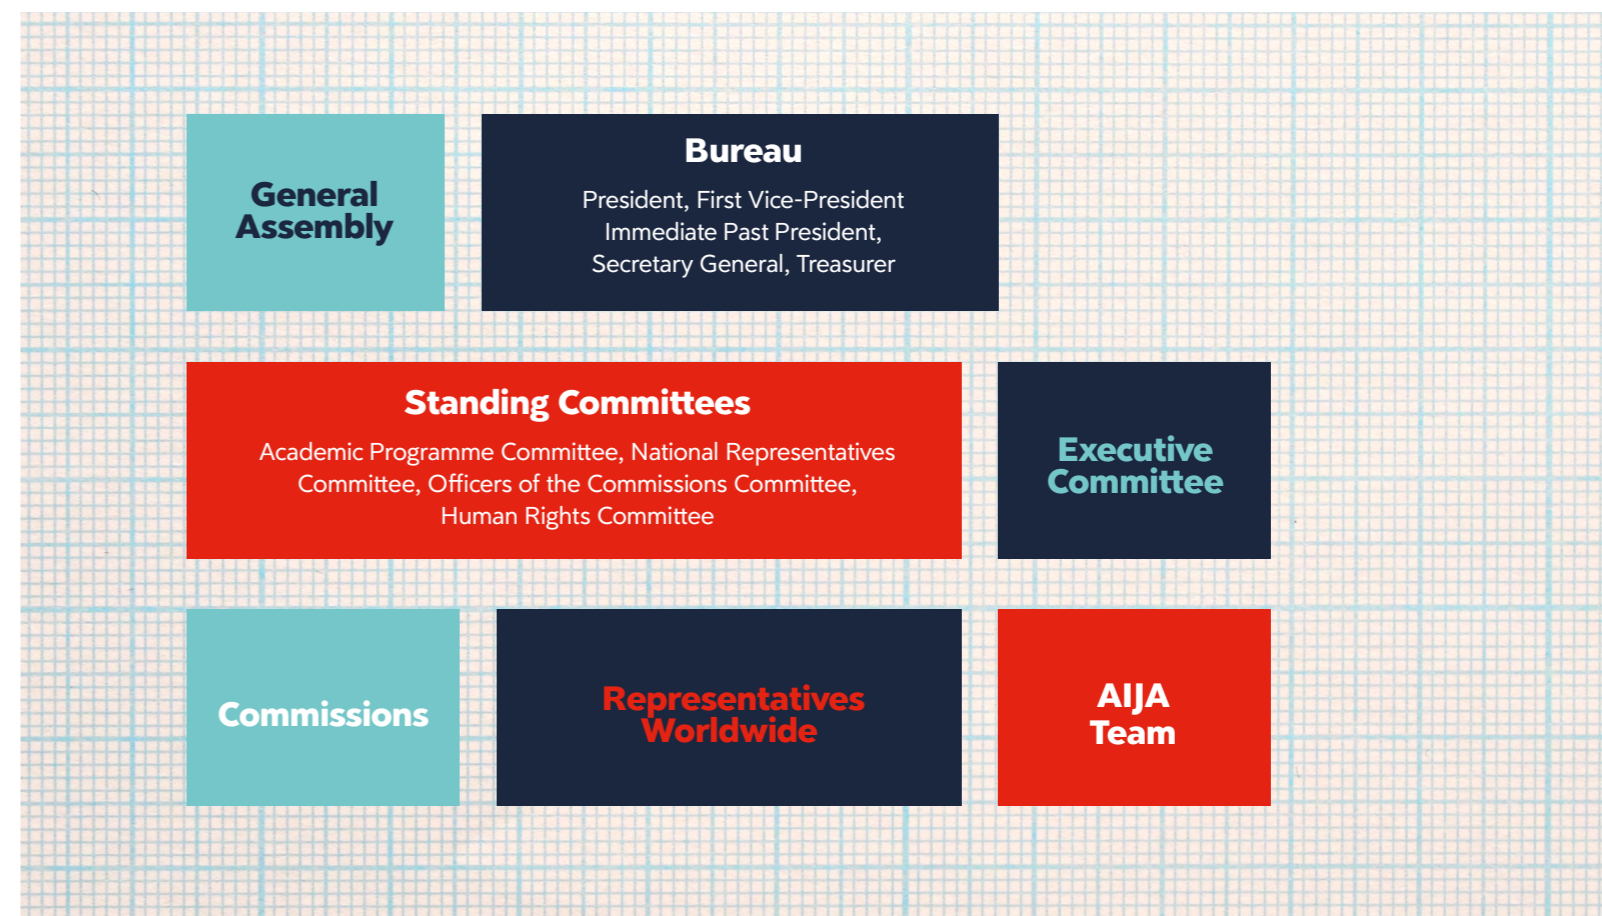 General
Assembly
Bureau
President, First Vice-President
Immediate Past President,
Secretary General, Treasurer
Standing Committees
Academic Programme Committee, National Representatives
Committee, Officers of the Commissions Committee,
Human Rights Committee
Executive
Committee
Commissions
Representatives
Worldwide
AIJA
Team